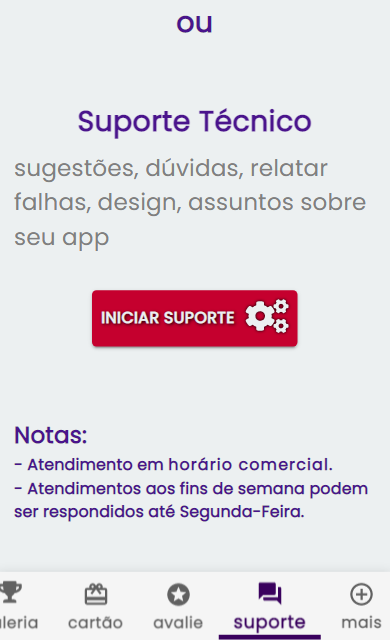 ou
Suporte Técnico
sugestões, dúvidas, relatar
falhas, design, assuntos sobre
seu app
INICIAR SUPORTE
Notas:
- Atendimento em horário comercial.
- Atendimentos aos fins de semana podem
ser respondidos até Segunda-Feira.
leria cartão avalie suporte mais